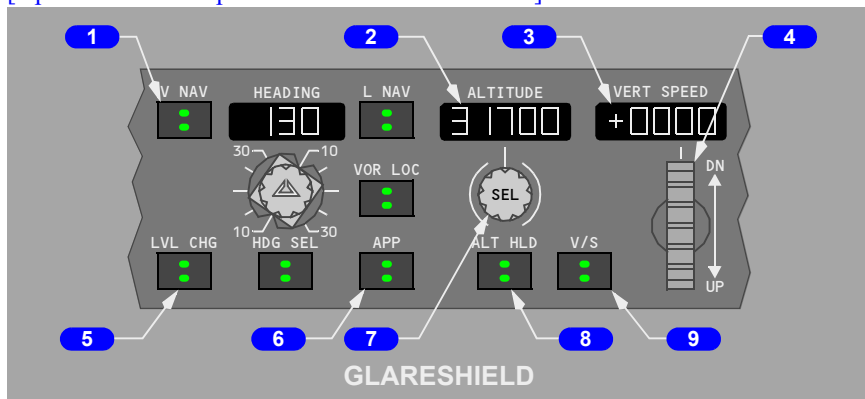 1 2 3 4
V NAV HEADING L NAV ALTITUDE VERT SPEED
130 31700 +0000
30 10 DN
VOR LOC
SEL
10 30
LVL CHG HDG SEL APP ALT HLD V/S
UP
5 6 7 8 9
GLARESHIELD